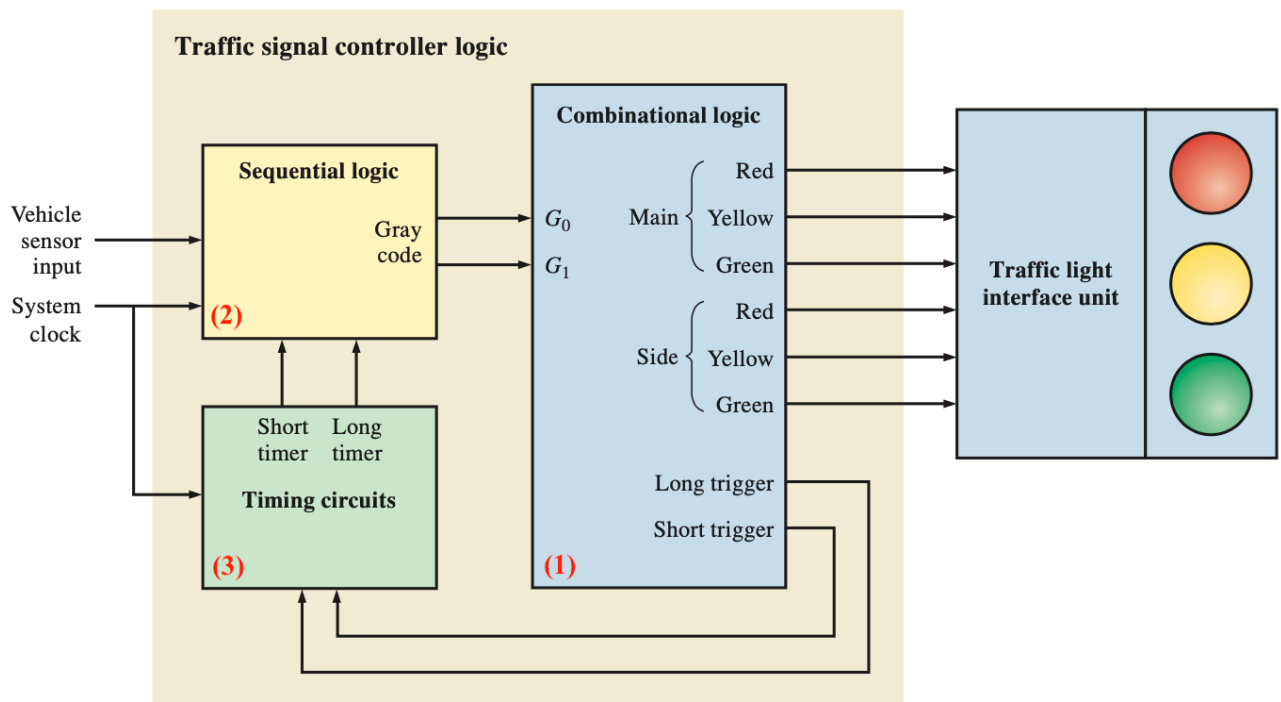 Traffic signal controller logic
Vehicle
sensor
input
System
clock
Sequential logic
Gray
code
(2)
Short
timer
Long
timer
Timing circuits
(3)
Combinational logic
G0
G1
Main
Red
Yellow
Green
Side
Red
Yellow
Green
Long trigger
Short trigger
(1)
Traffic light
interface unit